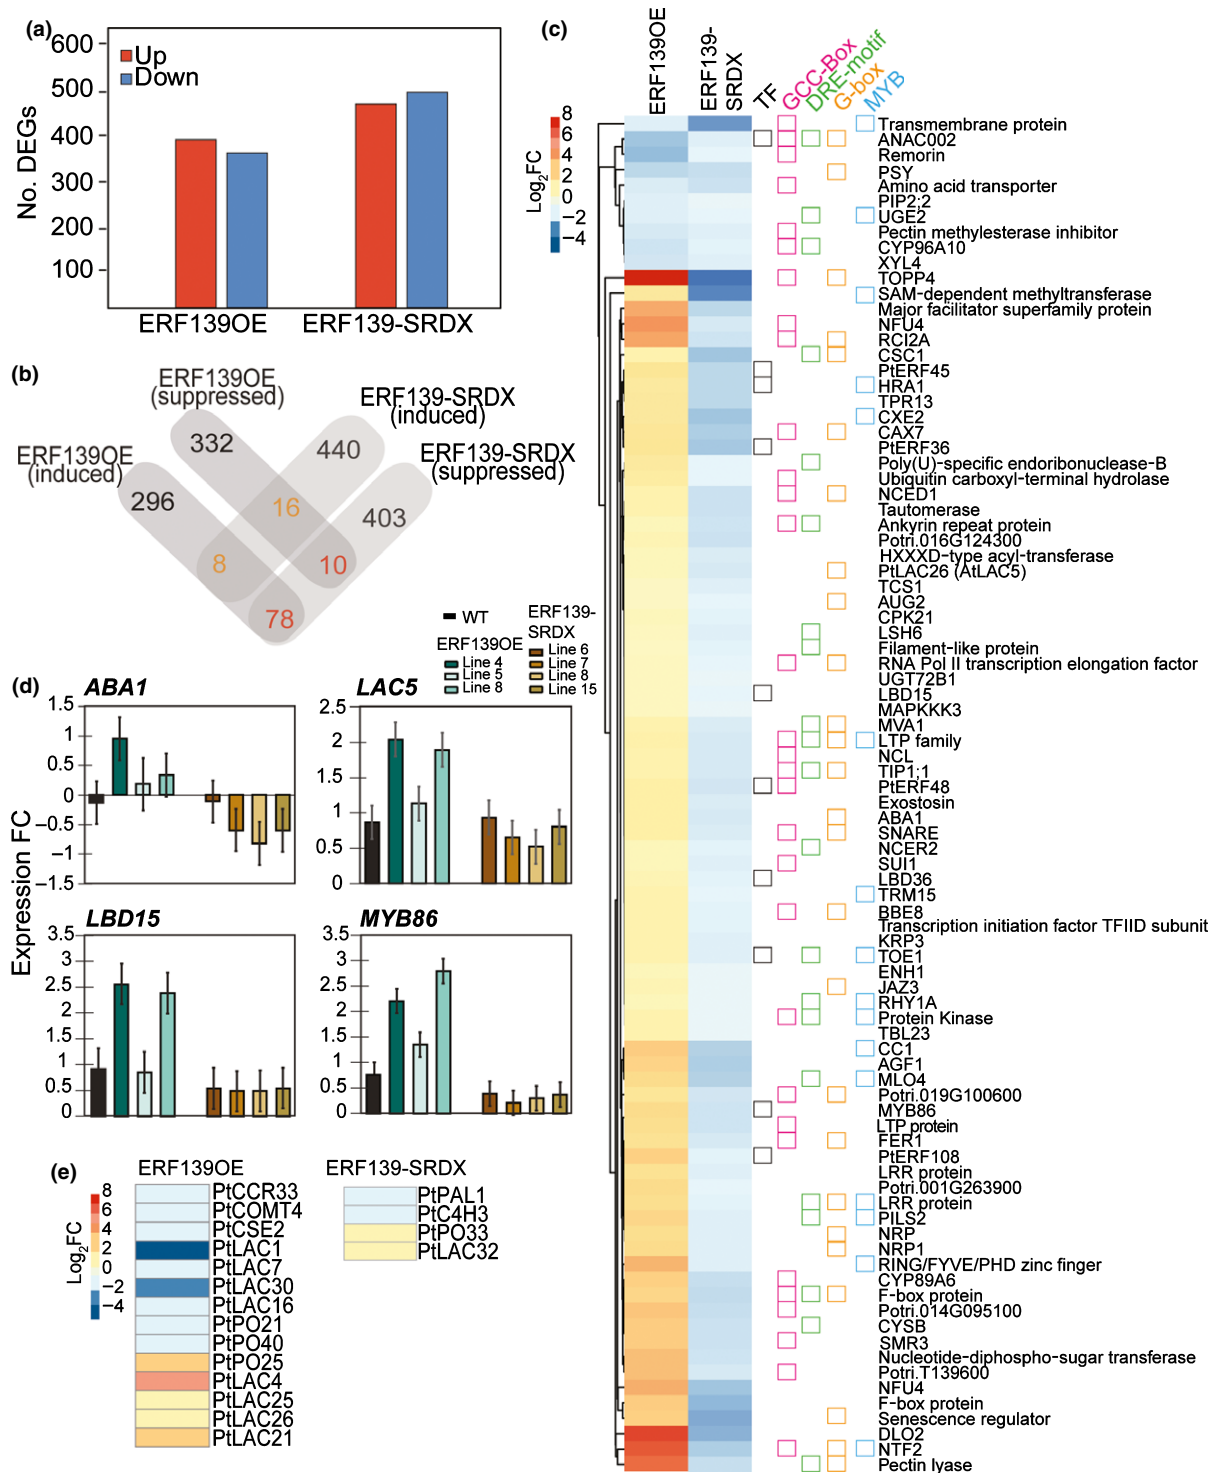 (a)
600
500
400
300
200
100
No. DEGs
Up
Down
ERF139OE
ERF139-SRDX
(b)
ERF139OE
(suppressed)
ERF139-SRDX
(induced)
ERF139OE
(induced)
ERF139-SRDX
(suppressed)
332
440
296
16
403
8
10
78
WT
ERF139OE
Line 4
Line 5
Line 8
ERF139-
SRDX
Line 6
Line 7
Line 8
Line 15
(d)
Expression FC
ABA1
1.5
1
0.5
0
−0.5
−1
−1.5
LAC5
2.5
2
1.5
1
0.5
0
LBD15
3.5
3
2.5
2
1.5
1
0.5
0
MYB86
3.5
3
2.5
2
1.5
1
0.5
0
(e)
ERF139OE
ERF139-SRDX
Log2FC
8
6
4
2
0
−2
−4
PtCCR33
PtCOMT4
PtCSE2
PtLAC1
PtLAC7
PtLAC30
PtLAC16
PtPO21
PtPO40
PtPO25
PtLAC4
PtLAC25
PtLAC26
PtLAC21
PtPAL1
PtC4H3
PtPO33
PtLAC32
(c)
ERF139OE
ERF139-
SRDX
TF
GCC-Box
DRE-motif
G-box
MYB
Log2FC
8
6
4
2
0
−2
−4
Transmembrane protein
ANAC002
Remorin
PSY
Amino acid transporter
PIP2;2
UGE2
Pectin methylesterase inhibitor
CYP96A10
XYL4
TOPP4
SAM-dependent methyltransferase
Major facilitator superfamily protein
NFU4
RCI2A
CSC1
PtERF45
HRA1
TPR13
CXE2
CAX7
PtERF36
Poly(U)-specific endoribonuclease-B
Ubiquitin carboxyl-terminal hydrolase
NCED1
Tautomerase
Ankyrin repeat protein
Potri.016G124300
HXXXD-type acyl-transferase
PtLAC26 (AtLAC5)
TCS1
AUG2
CPK21
LSH6
Filament-like protein
RNA Pol II transcription elongation factor
UGT72B1
LBD15
MAPKKK3
MVA1
LTP family
NCL
TIP1;1
PtERF48
Exostosin
ABA1
SNARE
NCER2
SUI1
LBD36
TRM15
BBE8
Transcription initiation factor TFIID subunit
KRP3
TOE1
ENH1
JAZ3
RHY1A
Protein Kinase
TBL23
CC1
AGF1
MLO4
Potri.019G100600
MYB86
LTP protein
FER1
PtERF108
LRR protein
Potri.001G263900
LRR protein
PILS2
NRP
NRP1
RING/FYVE/PHD zinc finger
CYP89A6
F-box protein
Potri.014G095100
CYSB
SMR3
Nucleotide-diphospho-sugar transferase
Potri.T139600
NFU4
F-box protein
Senescence regulator
DLO2
NTF2
Pectin lyase